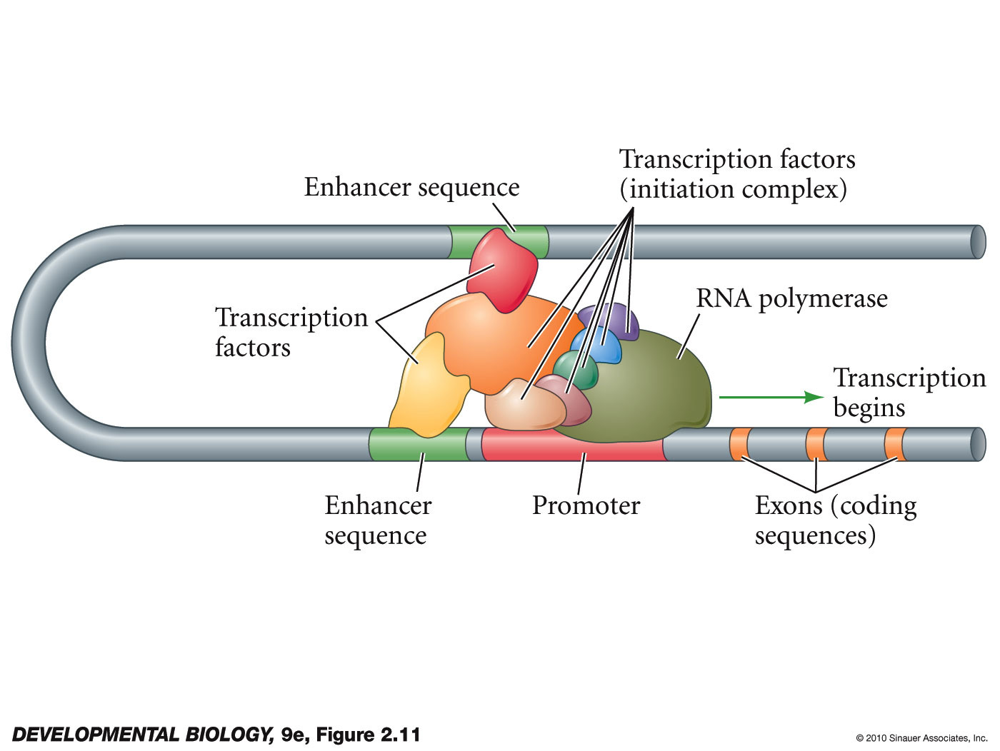 Transcription factors
(initiation complex)
Enhancer sequence
RNA polymerase
Transcription
factors
Transcription
begins
Enhancer
sequence
Promoter
Exons (coding
sequences)
DEVELOPMENTAL BIOLOGY, 9e, Figure 2.11
© 2010 Sinauer Associates, Inc.